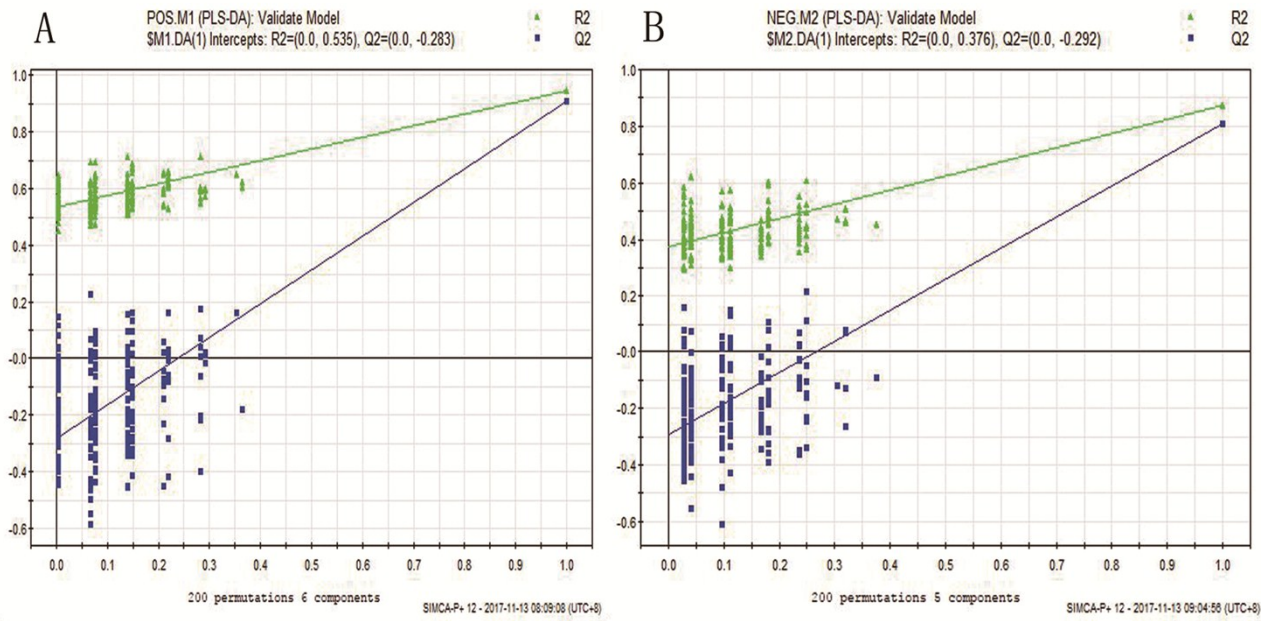 A
POS.M1 (PLS-DA): Validate Model
$M1.DA(1) Intercepts: R2=(0.0, 0.535), Q2=(0.0, -0.283)
R2
Q2
1.0
0.8
0.6
0.4
0.2
-0.0
-0.2
-0.4
-0.6
0.0 0.1 0.2 0.3 0.4 0.5 0.6 0.7 0.8 0.9 1.0
200 permutations 6 components
SIMCA-P+ 12 - 2017-11-13 08:09:08 (UTC+8)
B
NEG.M2 (PLS-DA): Validate Model
$M2.DA(1) Intercepts: R2=(0.0, 0.376), Q2=(0.0, -0.292)
R2
Q2
1.0
0.8
0.6
0.4
0.2
-0.0
-0.2
-0.4
-0.6
0.0 0.1 0.2 0.3 0.4 0.5 0.6 0.7 0.8 0.9 1.0
200 permutations 5 components
SIMCA-P+ 12 - 2017-11-13 09:04:56 (UTC+8)